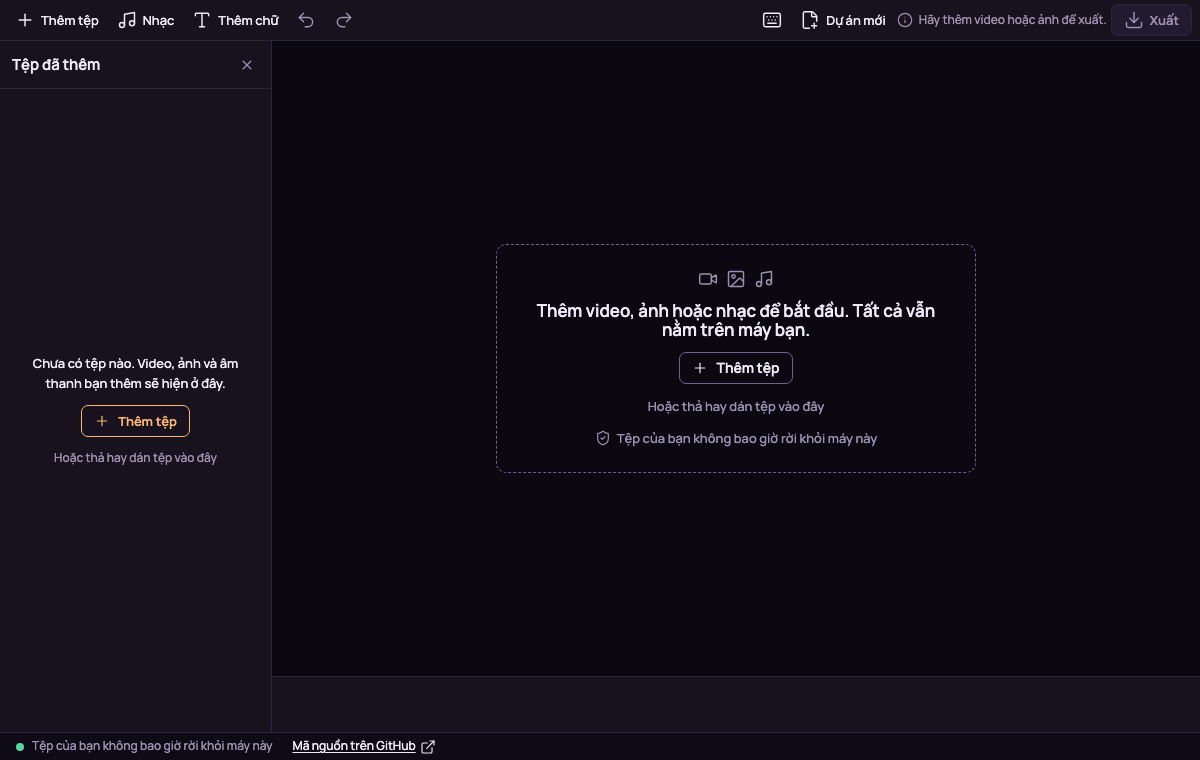 Thêm tệp
Nhạc
Thêm chữ
Dự án mới
Hãy thêm video hoặc ảnh để xuất.
Xuất
Tệp đã thêm
Chưa có tệp nào. Video, ảnh và âm
thanh bạn thêm sẽ hiện ở đây.
Thêm tệp
Hoặc thả hay dán tệp vào đây
Thêm video, ảnh hoặc nhạc để bắt đầu. Tất cả vẫn
nằm trên máy bạn.
Thêm tệp
Hoặc thả hay dán tệp vào đây
Tệp của bạn không bao giờ rời khỏi máy này
Tệp của bạn không bao giờ rời khỏi máy này
Mã nguồn trên GitHub